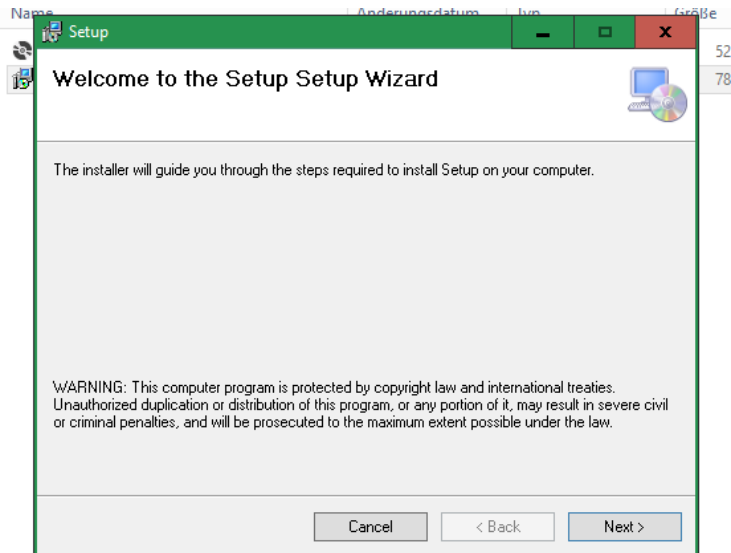 Name Änderungsdatum Typ Größe
Setup
52
78
Welcome to the Setup Setup Wizard
The installer will guide you through the steps required to install Setup on your computer.
WARNING: This computer program is protected by copyright law and international treaties.
Unauthorized duplication or distribution of this program, or any portion of it, may result in severe civil
or criminal penalties, and will be prosecuted to the maximum extent possible under the law.
Cancel < Back Next >